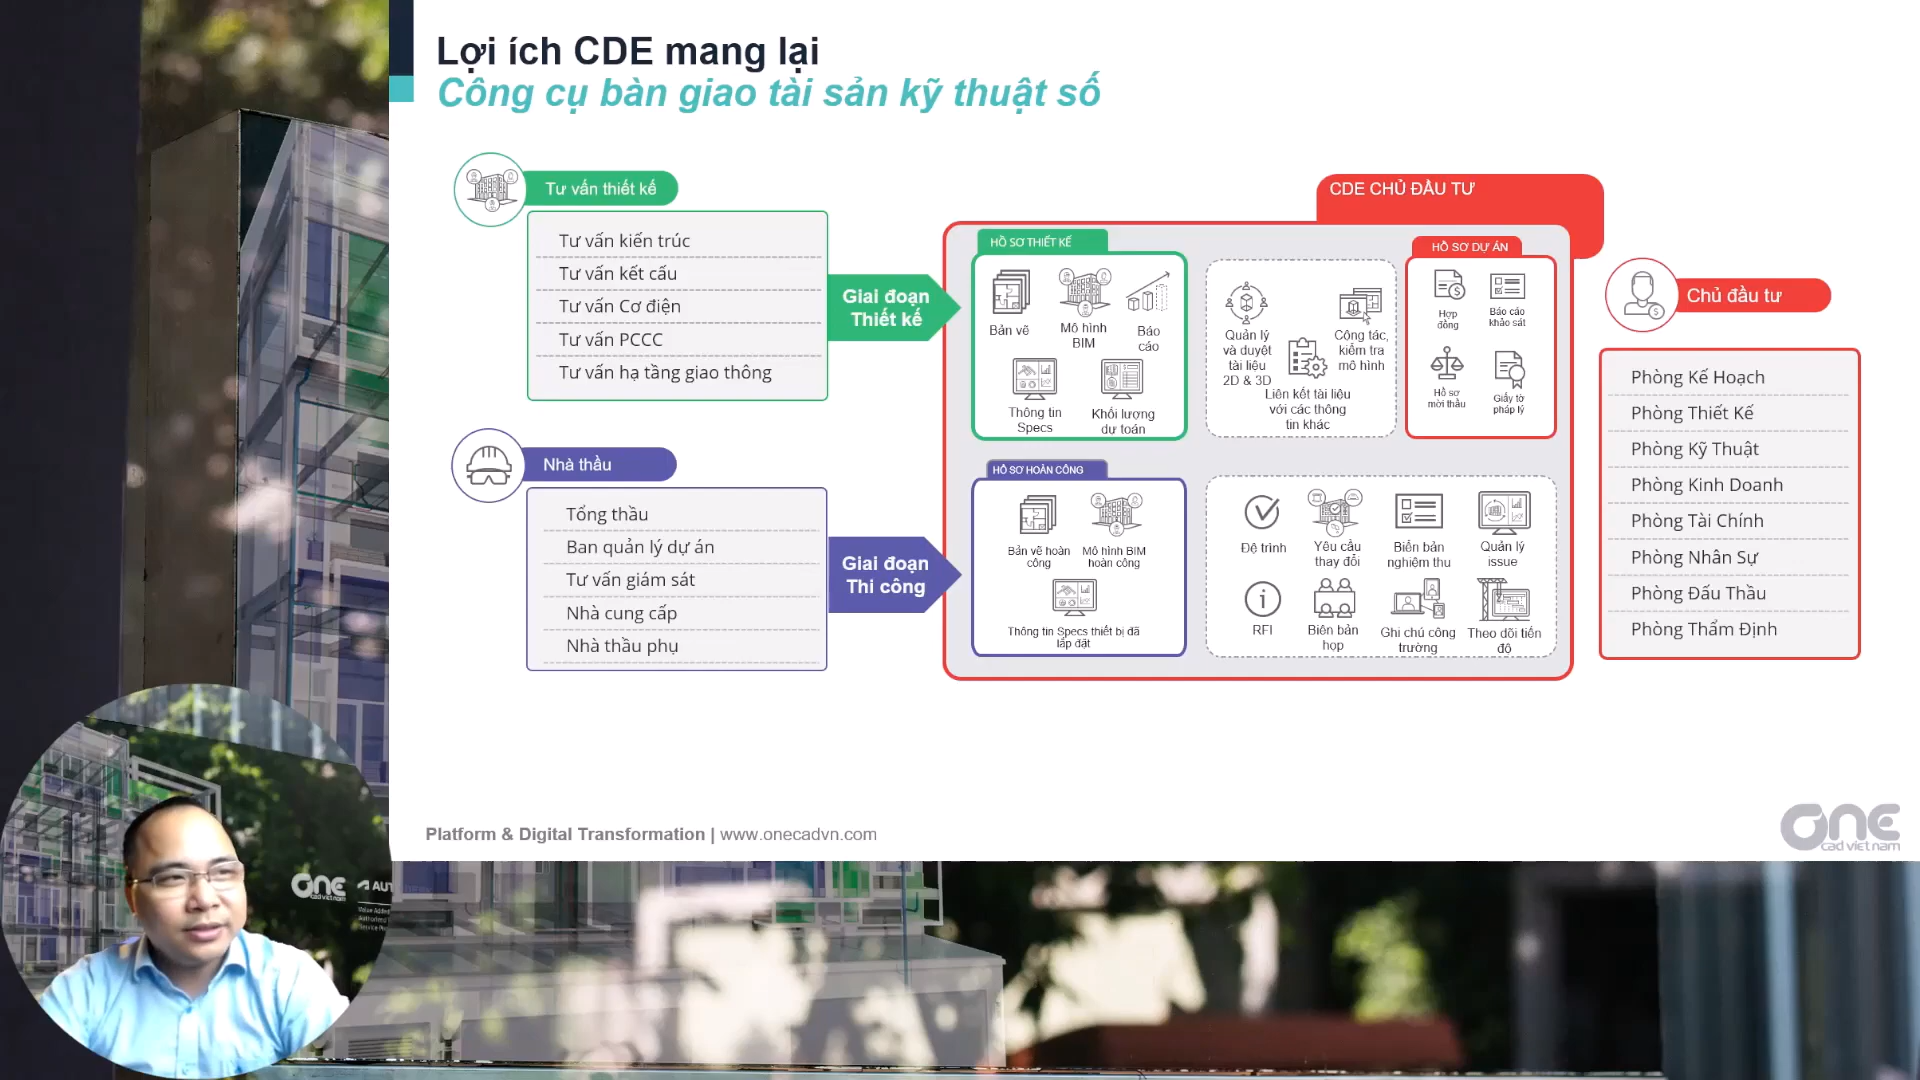 Lợi ích CDE mang lại
Công cụ bàn giao tài sản kỹ thuật số
Tư vấn thiết kế
Tư vấn kiến trúc
Tư vấn kết cấu
Tư vấn Cơ điện
Tư vấn PCCC
Tư vấn hạ tầng giao thông
Giai đoạn
Thiết kế
Nhà thầu
Tổng thầu
Ban quản lý dự án
Tư vấn giám sát
Nhà cung cấp
Nhà thầu phụ
Giai đoạn
Thi công
CDE CHỦ ĐẦU TƯ
HỒ SƠ THIẾT KẾ
Bản vẽ
Mô hình
BIM
Báo
cáo
Thông tin
Specs
Khối lượng
dự toán
Quản lý
và duyệt
tài liệu
2D & 3D
Cộng tác,
kiểm tra
mô hình
Liên kết tài liệu
với các thông
tin khác
HỒ SƠ DỰ ÁN
Hợp
đồng
Báo cáo
khảo sát
Hồ sơ
mời thầu
Giấy tờ
pháp lý
HỒ SƠ HOÀN CÔNG
Bản vẽ hoàn
công
Mô hình BIM
hoàn công
Thông tin Specs thiết bị đã
lắp đặt
Đệ trình
Yêu cầu
thay đổi
Biển bản
nghiệm thu
Quản lý
issue
RFI
Biên bản
họp
Ghi chú công
trường
Theo dõi tiến
độ
Chủ đầu tư
Phòng Kế Hoạch
Phòng Thiết Kế
Phòng Kỹ Thuật
Phòng Kinh Doanh
Phòng Tài Chính
Phòng Nhân Sự
Phòng Đấu Thầu
Phòng Thẩm Định
Platform & Digital Transformation | www.onecadvn.com
one
cad viet nam
one
cad viet nam
AUT